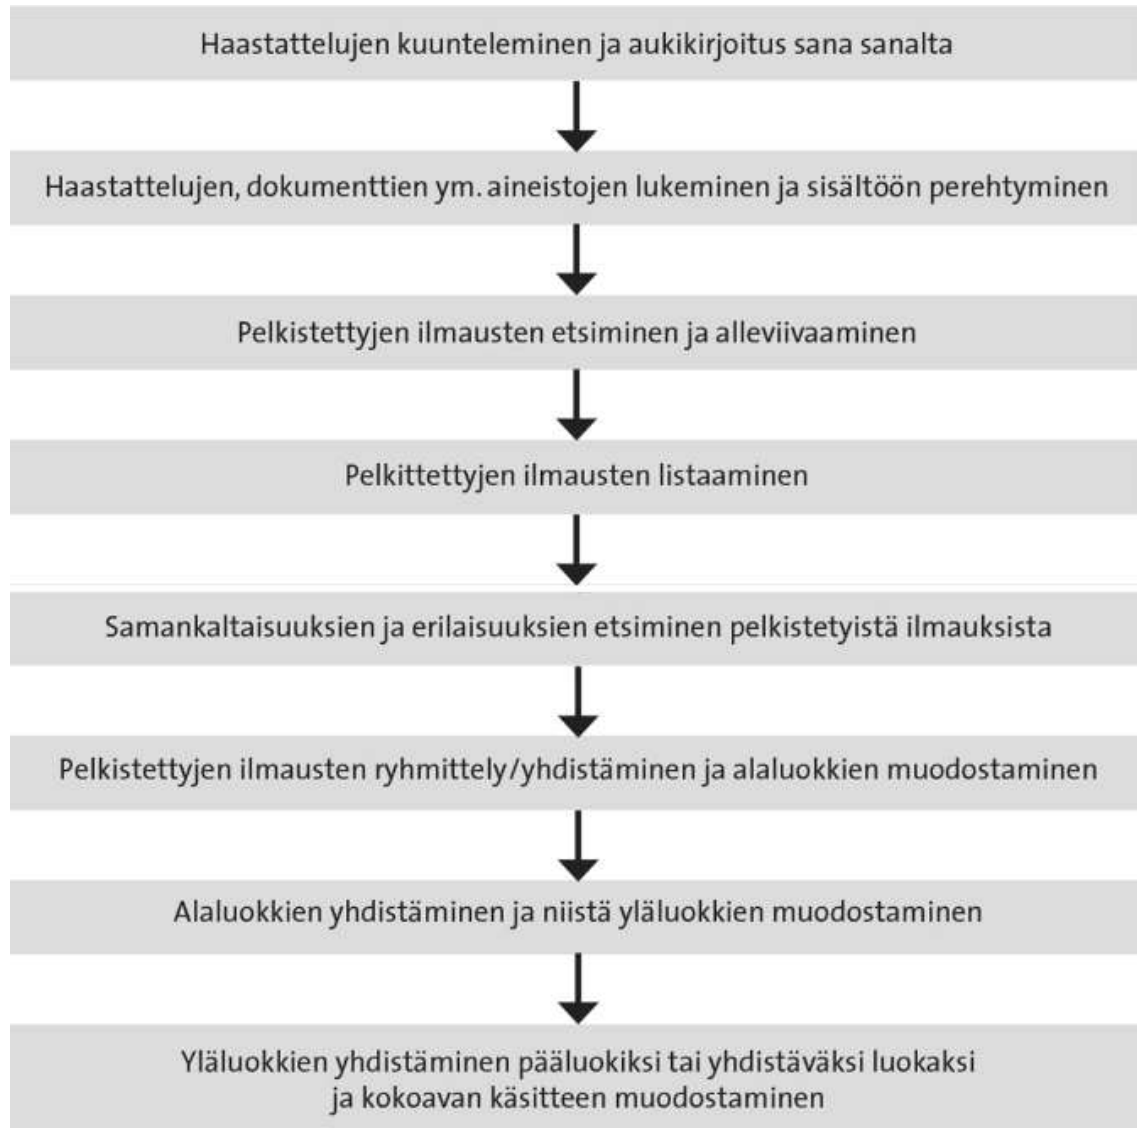 Haastattelujen kuunteleminen ja aukikirjoitus sana sanalta
Haastattelujen, dokumenttien ym. aineistojen lukeminen ja sisältöön perehtyminen
Pelkistettyjen ilmausten etsiminen ja alleviivaaminen
Pelkittettyjen ilmausten listaaminen
Samankaltaisuuksien ja erilaisuuksien etsiminen pelkistetyistä ilmauksista
Pelkistettyjen ilmausten ryhmittely/yhdistäminen ja alaluokkien muodostaminen
Alaluokkien yhdistäminen ja niistä yläluokkien muodostaminen
Yläluokkien yhdistäminen pääluokiksi tai yhdistäväksi luokaksi
ja kokoavan käsitteen muodostaminen